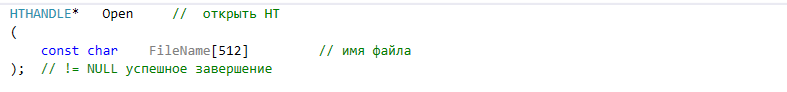 HTHANDLE*   Open     //  открыть HT
(
    const char    FileName[512]         // имя файла
);  // != NULL успешное завершение